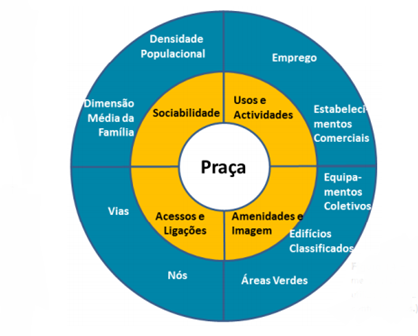 Densidade
Populacional
Emprego
Dimensão
Média da
Família
Sociabilidade
Usos e
Actividades
Estabeleci-
mentos
Comerciais
Praça
Equipa-
mentos
Coletivos
Vias
Acessos e
Ligações
Amenidades e
Imagem
Edifícios
Classificados
Nós
Áreas Verdes